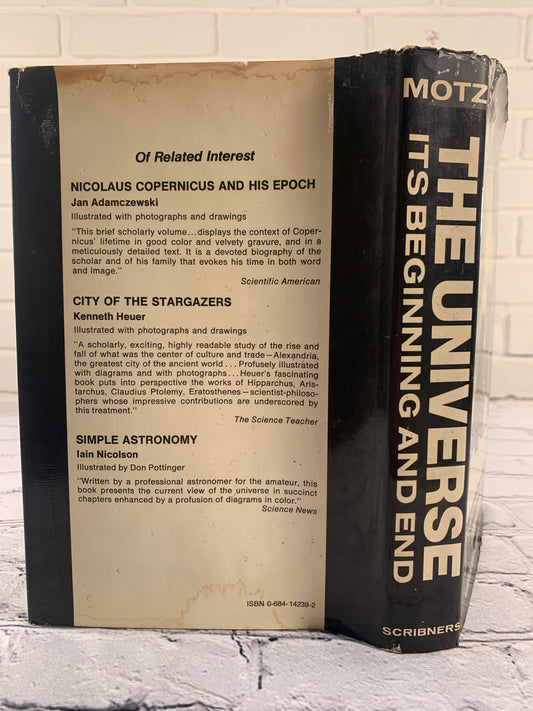 Of Related Interest
NICOLAUS COPERNICUS AND HIS EPOCH
Jan Adamczewski
Illustrated with photographs and drawings
"This brief scholarly volume...displays the context of Coper-
nicus' lifetime in good color and velvety gravure, and in a
meticulously detailed text. It is a devoted biography of the
scholar and of his family that evokes his time in both word
and image."
Scientific American
CITY OF THE STARGAZERS
Kenneth Heuer
Illustrated with photographs and drawings
"A scholarly, exciting, highly readable study of the rise and
fall of what was the center of culture and trade—Alexandria,
the greatest city of the ancient world...Profusely illustrated
with diagrams and with photographs...Heuer's fascinating
book puts into perspective the works of Hipparchus, Aris-
tarchus, Claudius Ptolemy, Eratosthenes—scientist-philoso-
phers whose impressive contributions are underscored by
this treatment."
The Science Teacher
SIMPLE ASTRONOMY
Iain Nicolson
Illustrated by Don Pottinger
"Written by a professional astronomer for the amateur, this
book presents the current view of the universe in succinct
chapters enhanced by a profusion of diagrams in color."
Science News
ISBN 0-684-14239-2
MOTZ
THE UNIVERSE
ITS BEGINNING AND END
SCRIBNERS